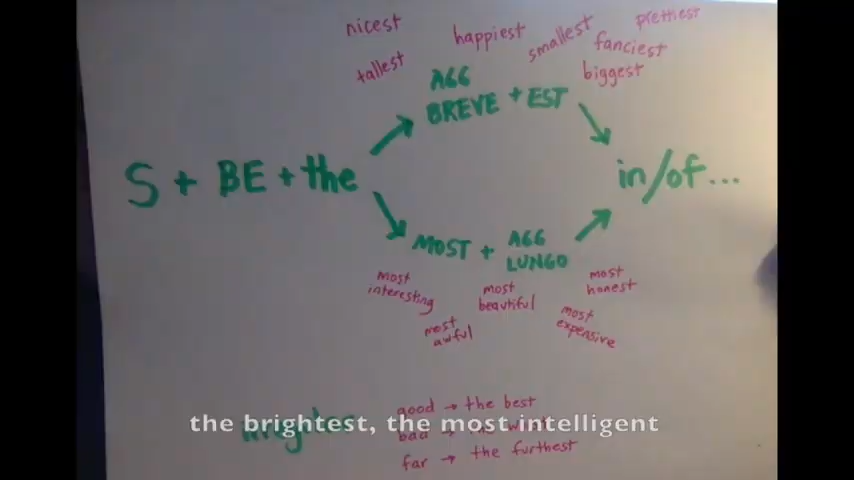 nicest
happiest
smallest
prettiest
tallest
fanciest
biggest
AGG
BREVE + EST
S + BE + the
in/of...
MOST + AGG
LUNGO
most
interesting
most
beautiful
most
honest
most
awful
most
expensive
good → the best
the brightest, the most intelligent
far → the furthest